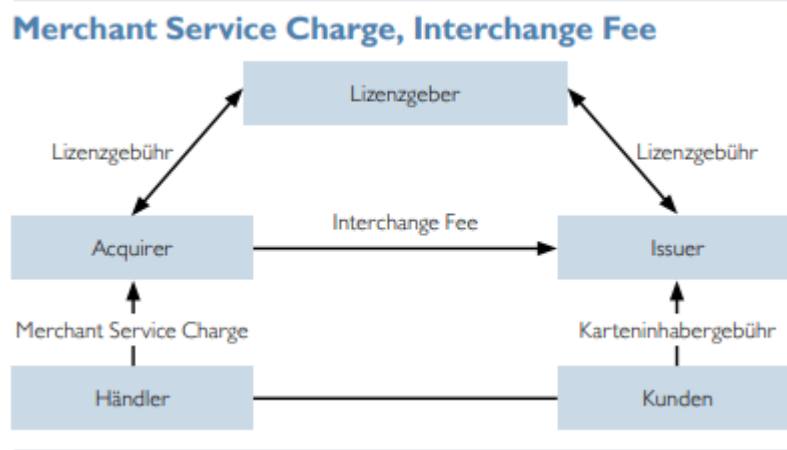 Merchant Service Charge, Interchange Fee
Lizenzgeber
Lizenzgebühr
Lizenzgebühr
Interchange Fee
Acquirer
Issuer
Merchant Service Charge
Karteninhabergebühr
Händler
Kunden